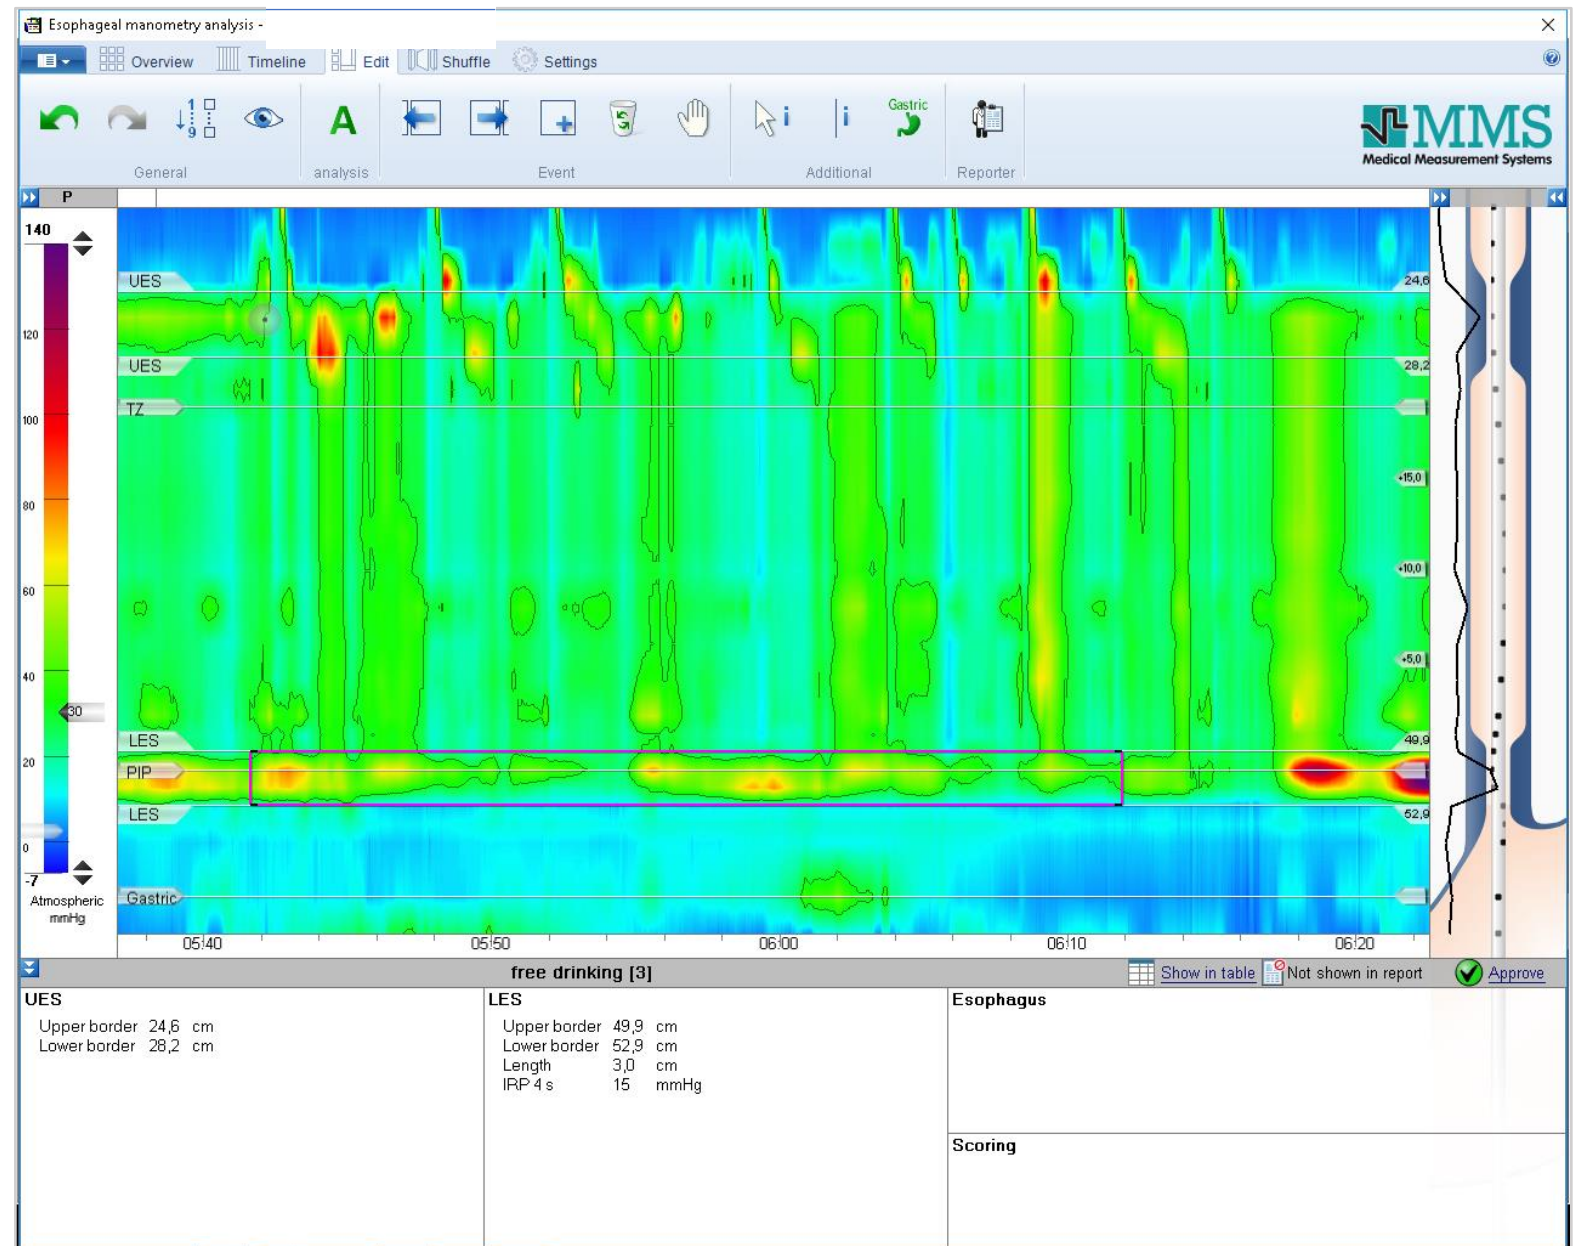 Esophageal manometry analysis -
Overview Timeline Edit Shuffle Settings
1
9
A
i
i
Gastric
General analysis Event Additional Reporter
MMS
Medical Measurement Systems
P
140
120
100
80
60
40
30
20
0
-7
Atmospheric
mmHg
UES 24,6
UES 28,2
TZ
+15,0
+10,0
+5,0
LES 49,9
PIP
LES 52,9
Gastric
05:40 05:50 06:00 06:10 06:20
free drinking [3] Show in table Not shown in report Approve
UES
Upper border 24,6 cm
Lower border 28,2 cm
LES
Upper border 49,9 cm
Lower border 52,9 cm
Length 3,0 cm
IRP 4 s 15 mmHg
Esophagus
Scoring